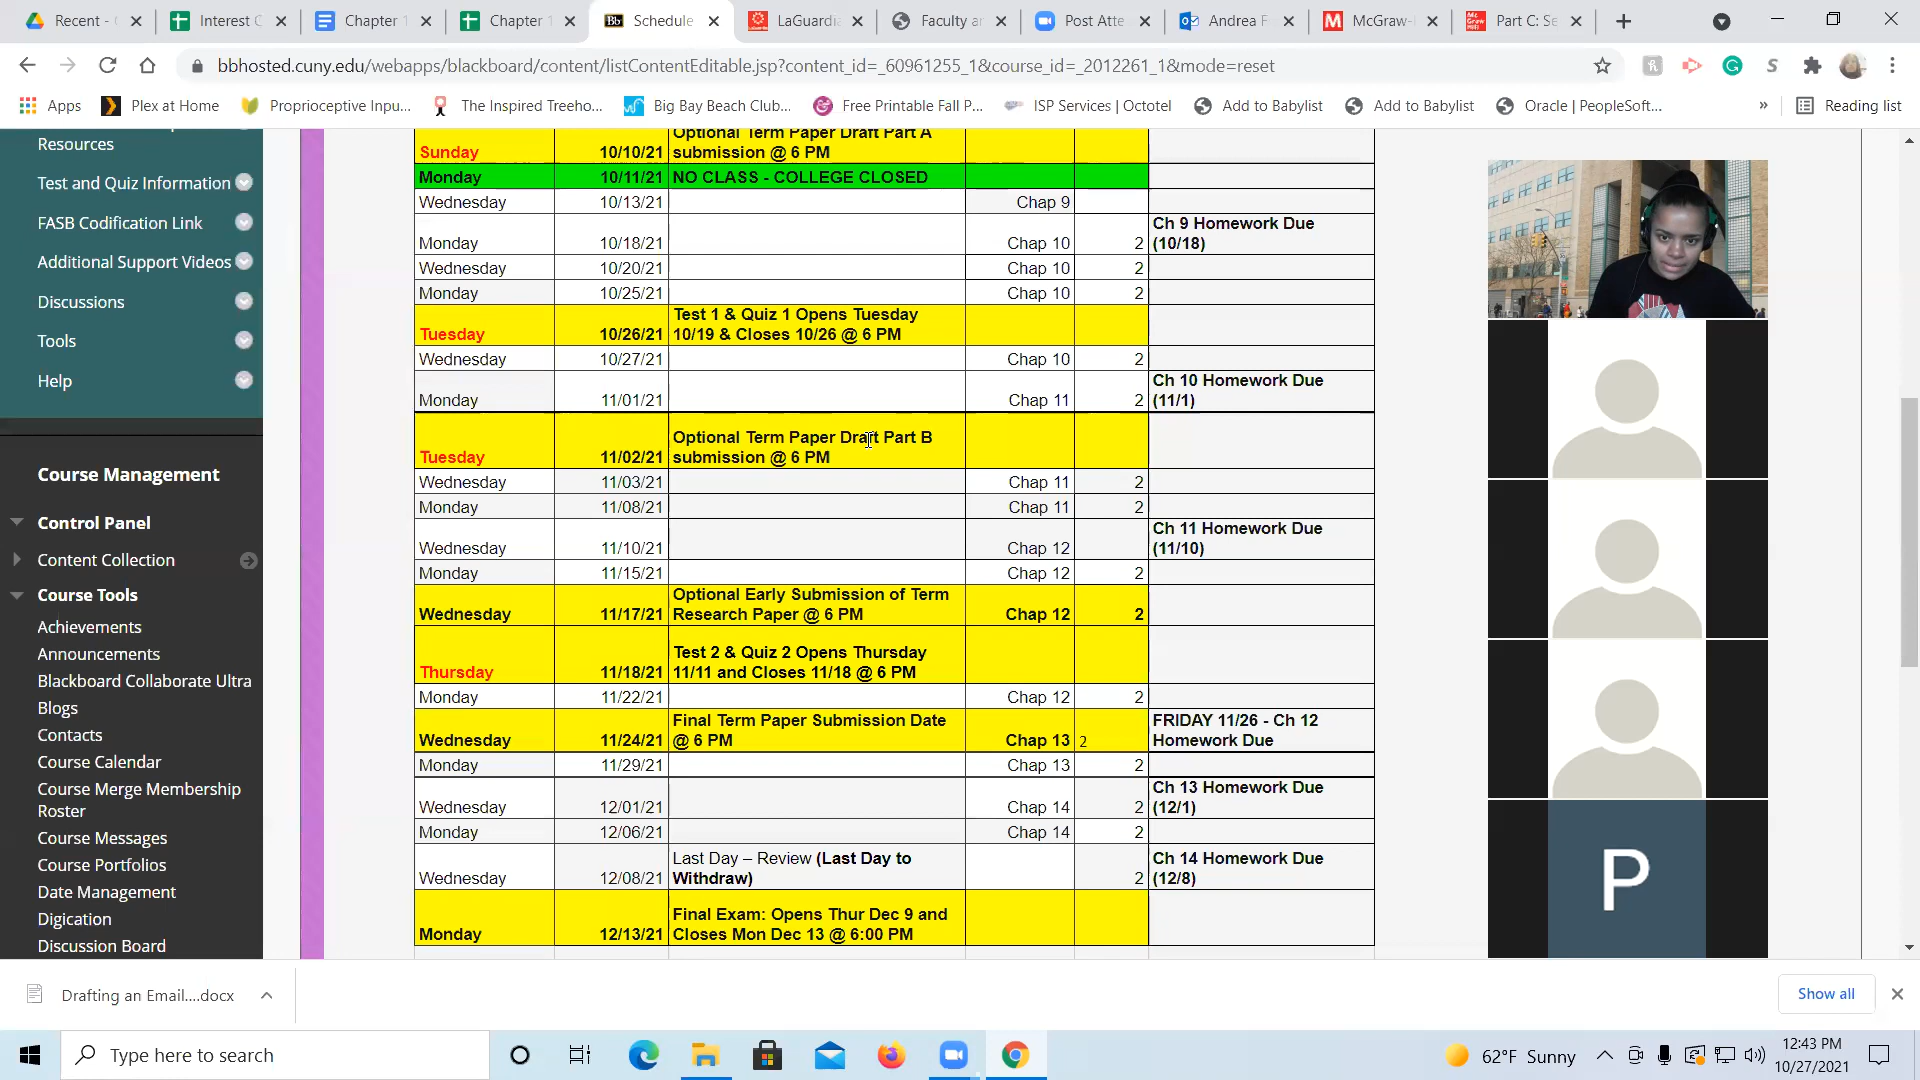 Recent -
Interest C
Chapter 1
Chapter 1
Bb
Schedule
LaGuardi
Faculty a
Post Atte
Andrea F
M
McGraw-
Part C: Se
bbhosted.cuny.edu/webapps/blackboard/content/listContentEditable.jsp?content_id=_60961255_1&course_id=_2012261_1&mode=reset
Apps
Plex at Home
Proprioceptive Inpu...
The Inspired Treeho...
Big Bay Beach Club...
Free Printable Fall P...
ISP Services | Octotel
Add to Babylist
Add to Babylist
Oracle | PeopleSoft...
»
Reading list
Resources
Test and Quiz Information
FASB Codification Link
Additional Support Videos
Discussions
Tools
Help
Course Management
Control Panel
Content Collection
Course Tools
Achievements
Announcements
Blackboard Collaborate Ultra
Blogs
Contacts
Course Calendar
Course Merge Membership
Roster
Course Messages
Course Portfolios
Date Management
Digication
Discussion Board
Optional Term Paper Draft Part A
Sunday 10/10/21 submission @ 6 PM
Monday 10/11/21 NO CLASS - COLLEGE CLOSED
Wednesday 10/13/21 Chap 9
Ch 9 Homework Due
Monday 10/18/21 Chap 10 2 (10/18)
Wednesday 10/20/21 Chap 10 2
Monday 10/25/21 Chap 10 2
Test 1 & Quiz 1 Opens Tuesday
Tuesday 10/26/21 10/19 & Closes 10/26 @ 6 PM
Wednesday 10/27/21 Chap 10 2
Ch 10 Homework Due
Monday 11/01/21 Chap 11 2 (11/1)
Optional Term Paper Draft Part B
Tuesday 11/02/21 submission @ 6 PM
Wednesday 11/03/21 Chap 11 2
Monday 11/08/21 Chap 11 2
Ch 11 Homework Due
Wednesday 11/10/21 Chap 12 (11/10)
Monday 11/15/21 Chap 12 2
Optional Early Submission of Term
Wednesday 11/17/21 Research Paper @ 6 PM Chap 12 2
Test 2 & Quiz 2 Opens Thursday
Thursday 11/18/21 11/11 and Closes 11/18 @ 6 PM
Monday 11/22/21 Chap 12 2
Final Term Paper Submission Date FRIDAY 11/26 - Ch 12
Wednesday 11/24/21 @ 6 PM Chap 13 2 Homework Due
Monday 11/29/21 Chap 13 2
Ch 13 Homework Due
Wednesday 12/01/21 Chap 14 2 (12/1)
Monday 12/06/21 Chap 14 2
Last Day – Review (Last Day to Ch 14 Homework Due
Wednesday 12/08/21 Withdraw) 2 (12/8)
Final Exam: Opens Thur Dec 9 and
Monday 12/13/21 Closes Mon Dec 13 @ 6:00 PM
P
Drafting an Email....docx
Show all
Type here to search
62°F Sunny
12:43 PM
10/27/2021